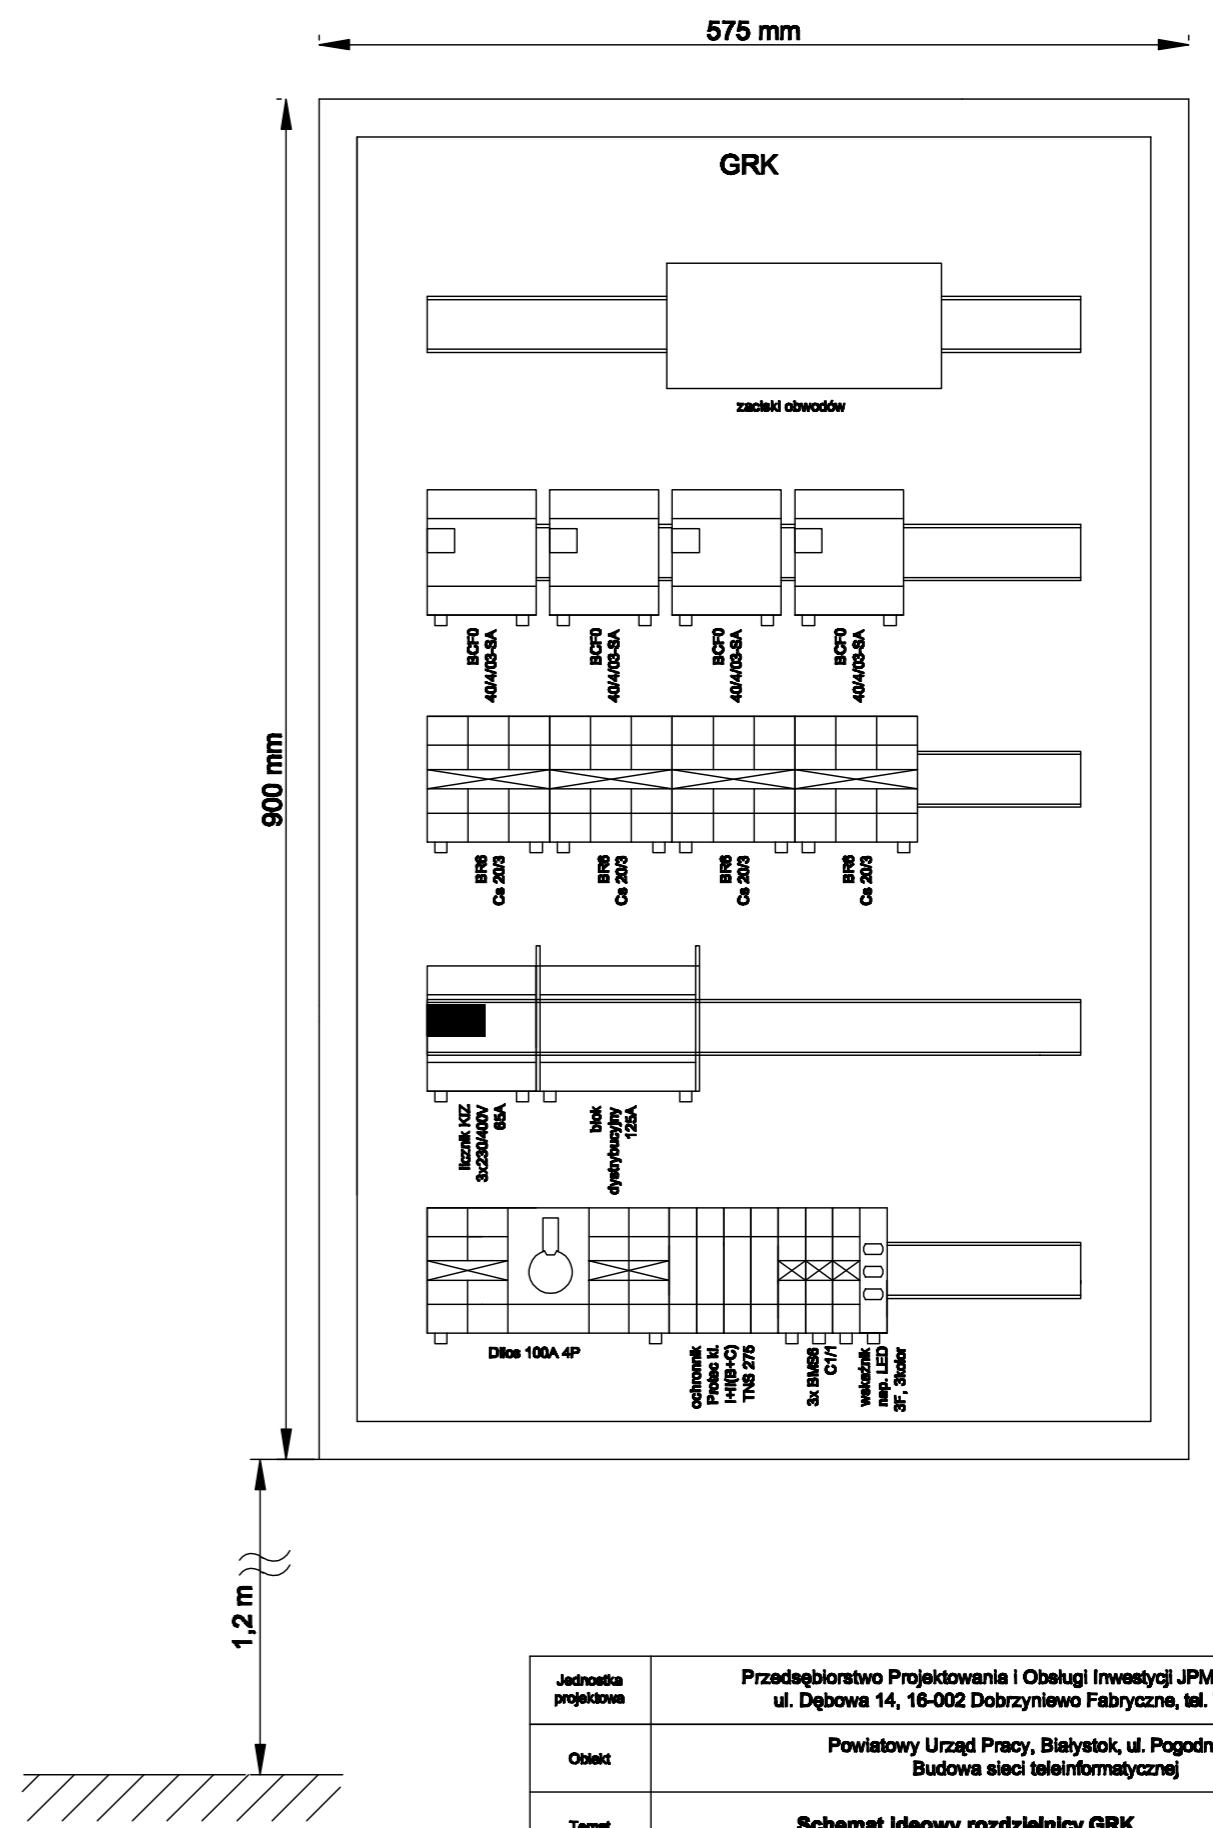 575 mm
GRK
zaciski obwodów
BCF0
40/4/03-SA
BCF0
40/4/03-SA
BCF0
40/4/03-SA
BCF0
40/4/03-SA
900 mm
BR6
Cs 20/3
BR6
Cs 20/3
BR6
Cs 20/3
BR6
Cs 20/3
licznik KIZ
3x230/400V
65A
blok
dystrybucyjny
125A
Dilos 100A 4P
ochronnik
Protec kl.
I+II(B+C)
TNS 275
3x BMS6
C1/1
wskaźnik
nap. LED
3F, 3kolor
1,2 m
Jednostka
projektowa
Przedsębiorstwo Projektowania i Obsługi Inwestycji JPM
ul. Dębowa 14, 16-002 Dobrzyniewo Fabryczne, tel.
Obiekt
Powiatowy Urząd Pracy, Białystok, ul. Pogodn
Budowa sieci teleinformatycznej
Temat
Schemat ideowy rozdzielnicy GRK